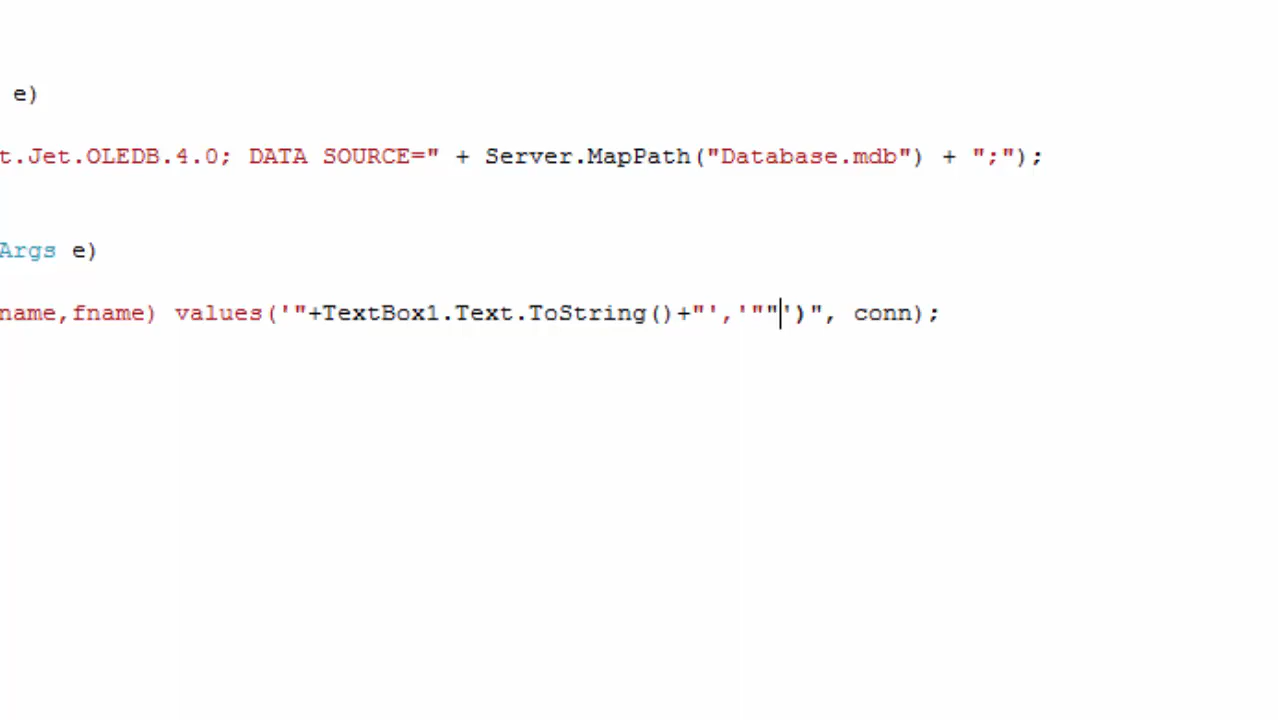 e)
t.Jet.OLEDB.4.0; DATA SOURCE=" + Server.MapPath("Database.mdb") + ";");
Args e)
name,fname) values('"+TextBox1.Text.ToString()+"','""')", conn);